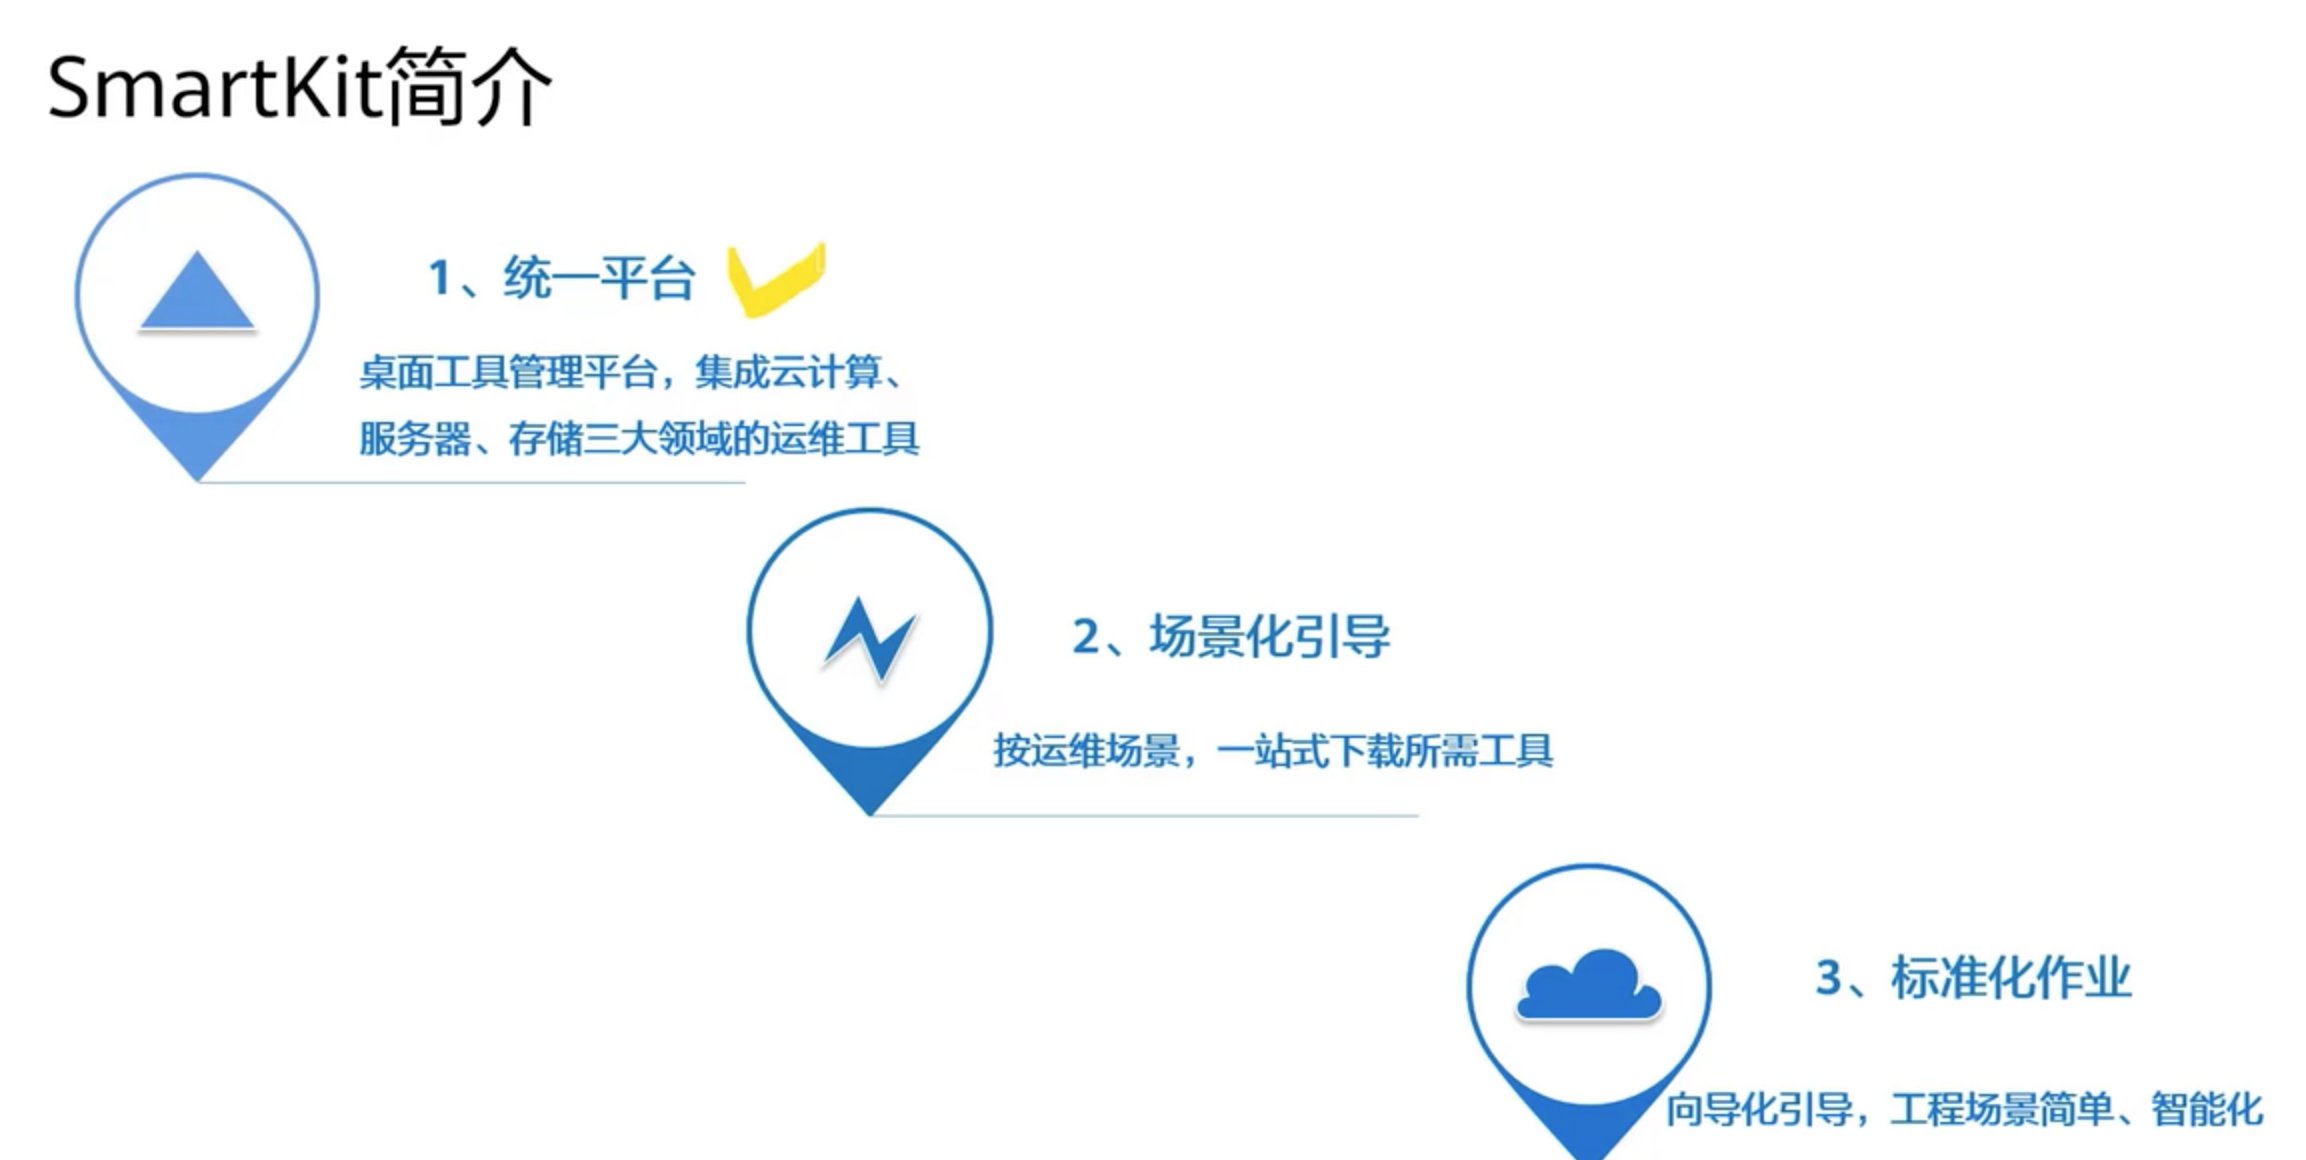 SmartKit简介
1、统一平台
桌面工具管理平台，集成云计算、
服务器、存储三大领域的运维工具
2、场景化引导
按运维场景，一站式下载所需工具
3、标准化作业
向导化引导，工程场景简单、智能化